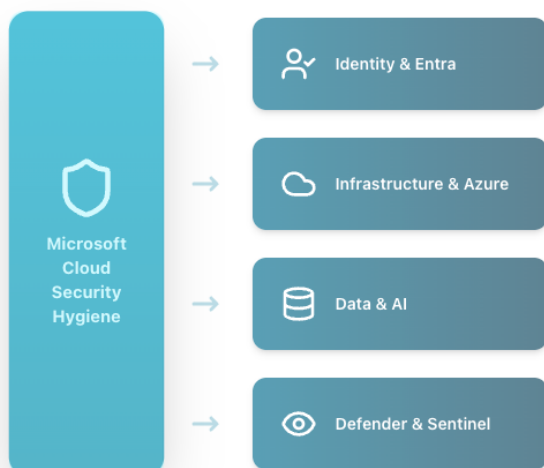 Microsoft
Cloud
Security
Hygiene
Identity & Entra
Infrastructure & Azure
Data & AI
Defender & Sentinel